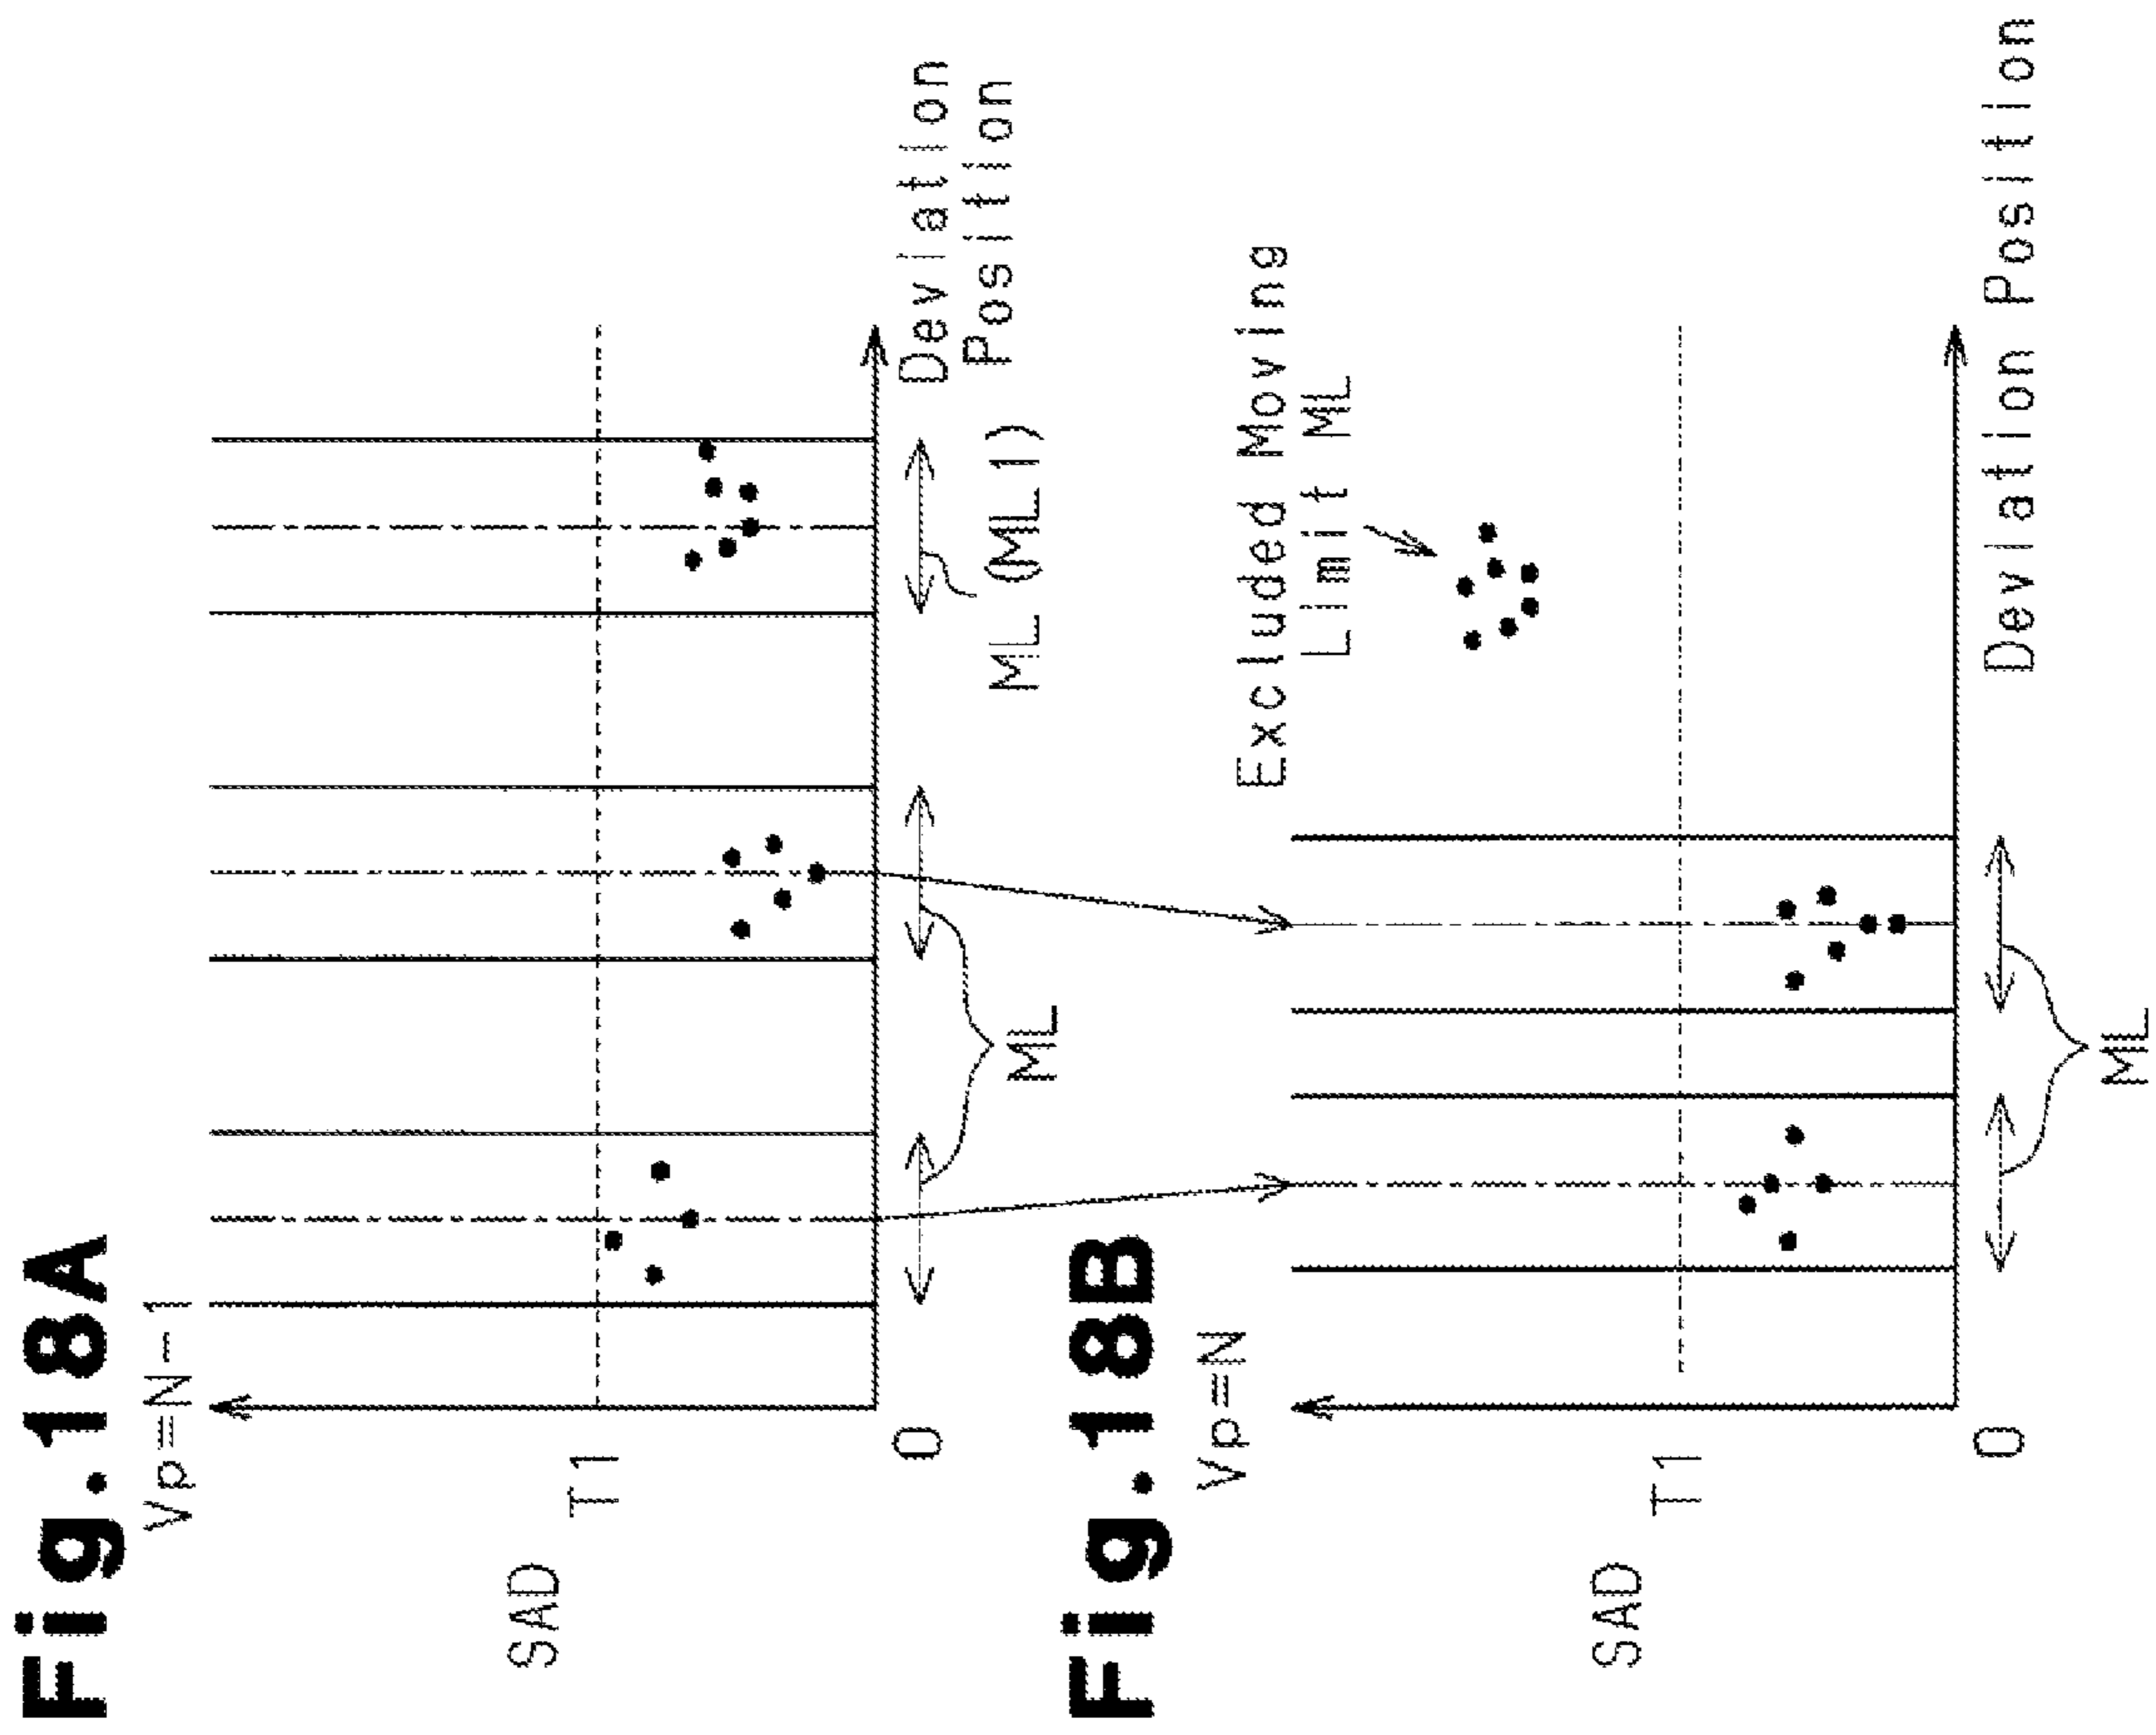 Fig.18A
Vp=N-1
SAD
T1
0
Deviation
Position
ML
ML(ML1)
Fig.18B
Vp=N
SAD
T1
0
Excluded Moving
Limit ML
Deviation Position
ML